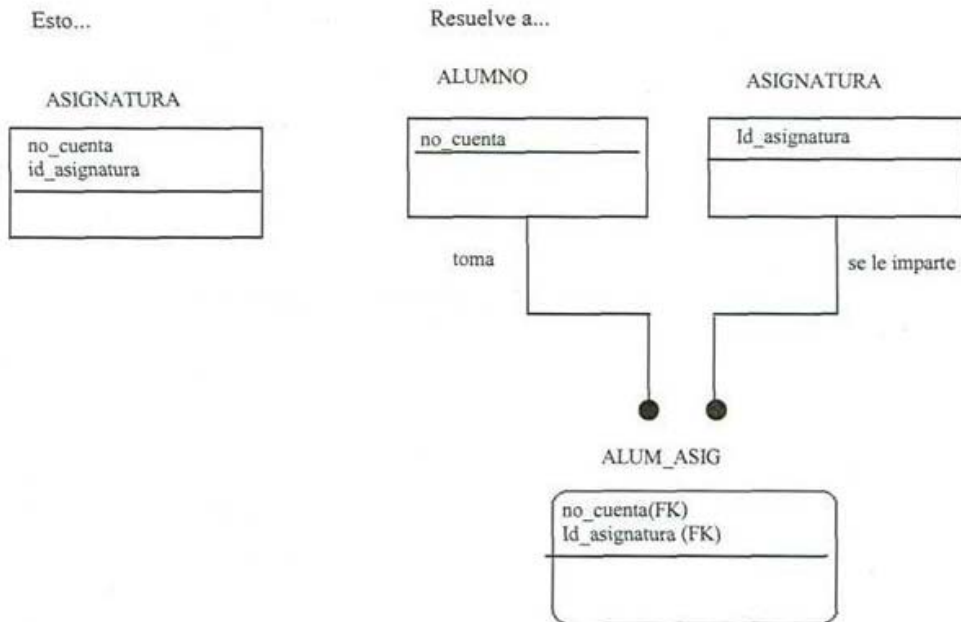 Esto...
Resuelve a...
ASIGNATURA
no_cuenta
id_asignatura
ALUMNO
no_cuenta
ASIGNATURA
Id_asignatura
toma
se le imparte
ALUM_ASIG
no_cuenta(FK)
Id_asignatura (FK)